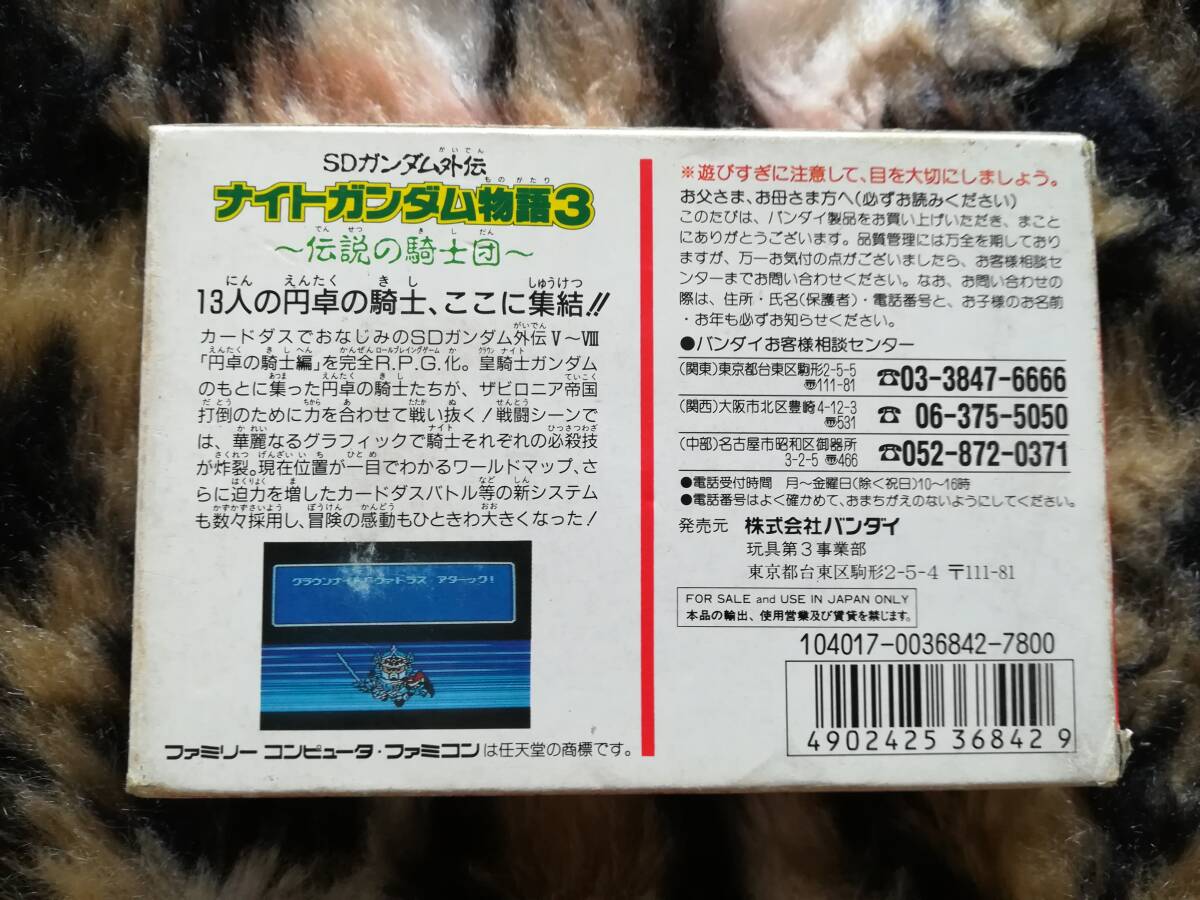 SDガンダム外伝
ナイトガンダム物語3
〜伝説の騎士団〜
13人の円卓の騎士、ここに集結!!
カードダスでおなじみのSDガンダム外伝Ⅴ〜Ⅷ
「円卓の騎士編」を完全R.P.G.化。皇騎士ガンダム
のもとに集った円卓の騎士たちが、ザビロニア帝国
打倒のために力を合わせて戦い抜く!戦闘シーンで
は、華麗なるグラフィックで騎士それぞれの必殺技
が炸裂。現在位置が一目でわかるワールドマップ、さ
らに迫力を増したカードダスバトル等の新システム
も数々採用し、冒険の感動もひときわ大きくなった!
アタァーック!
ファミリー コンピュータ・ファミコンは任天堂の商標です。
※遊びすぎに注意して、目を大切にしましょう。
お父さま、お母さま方へ(必ずお読みください)
このたびは、バンダイ製品をお買い上げいただき、まこと
にありがとうございます。品質管理には万全を期しており
ますが、万一お気付の点がございましたら、お客様相談セ
ンターまでお問い合わせください。なお、お問い合わせの
際は、住所・氏名(保護者)・電話番号と、お子様のお名前
・お年も必ずお知らせください。
●バンダイお客様相談センター
(関東)東京都台東区駒形2-5-5
〠111-81 ☎03-3847-6666
(関西)大阪市北区豊崎4-12-3
〠531 ☎06-375-5050
(中部)名古屋市昭和区御器所
3-2-5 〠466 ☎052-872-0371
●電話受付時間 月〜金曜日(除く祝日)10〜16時
●電話番号はよく確かめて、おまちがえのないようにしてください。
発売元 株式会社バンダイ
玩具第3事業部
東京都台東区駒形2-5-4 〒111-81
FOR SALE and USE IN JAPAN ONLY
本品の輸出、使用営業及び賃貸を禁じます。
104017-0036842-7800
4902425 368429